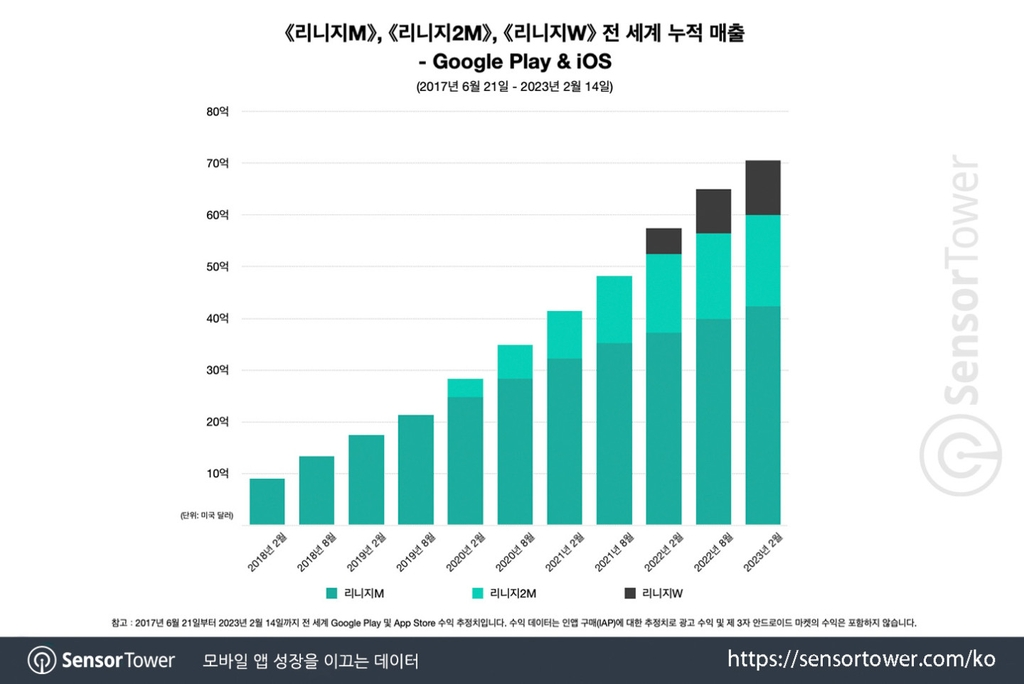 《리니지M》, 《리니지2M》, 《리니지W》 전 세계 누적 매출
- Google Play & iOS
(2017년 6월 21일 - 2023년 2월 14일)
80억
70억
60억
50억
40억
30억
20억
10억
(단위: 미국 달러)
2018년 2월
2018년 8월
2019년 2월
2019년 8월
2020년 2월
2020년 8월
2021년 2월
2021년 8월
2022년 2월
2022년 8월
2023년 2월
리니지M
리니지2M
리니지W
SensorTower
참고 : 2017년 6월 21일부터 2023년 2월 14일까지 전 세계 Google Play 및 App Store 수익 추정치입니다. 수익 데이터는 인앱 구매(IAP)에 대한 추정치로 광고 수익 및 제 3자 안드로이드 마켓의 수익은 포함하지 않습니다.
SensorTower 모바일 앱 성장을 이끄는 데이터 https://sensortower.com/ko